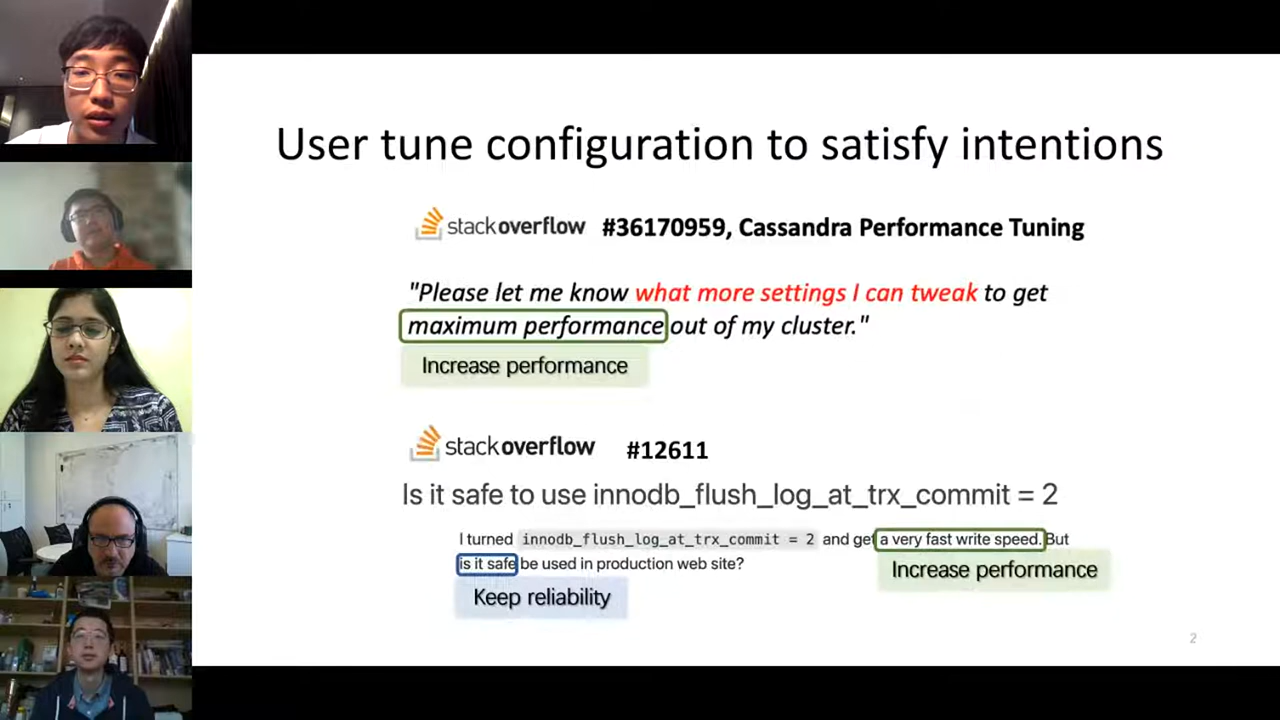 User tune configuration to satisfy intentions
stackoverflow #36170959, Cassandra Performance Tuning
"Please let me know what more settings I can tweak to get
maximum performance out of my cluster."
Increase performance
stackoverflow #12611
Is it safe to use innodb_flush_log_at_trx_commit = 2
I turned innodb_flush_log_at_trx_commit = 2 and get a very fast write speed. But
is it safe be used in production web site?
Increase performance
Keep reliability
2